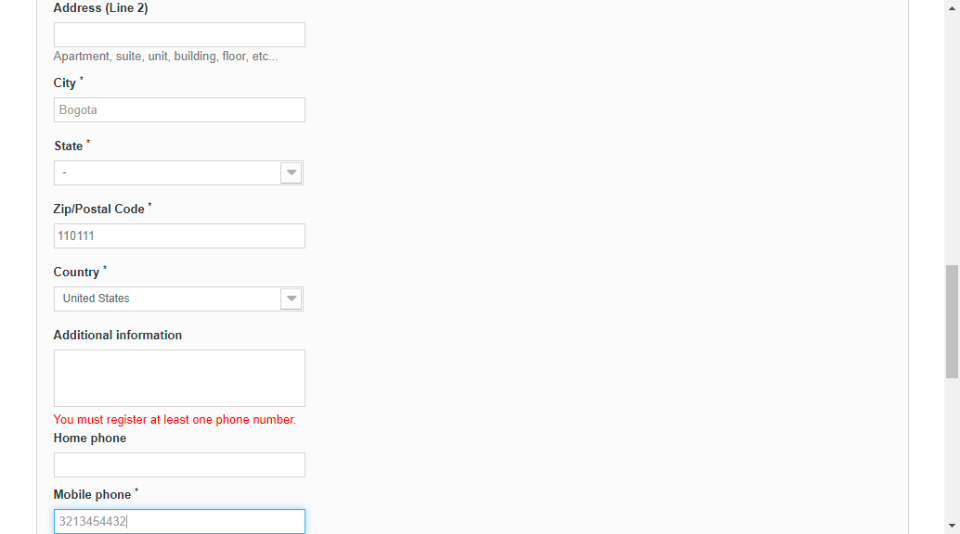 Address (Line 2)
Apartment, suite, unit, building, floor, etc...
City *
Bogota
State *
-
Zip/Postal Code *
110111
Country *
United States
Additional information
You must register at least one phone number.
Home phone
Mobile phone *
3213454432